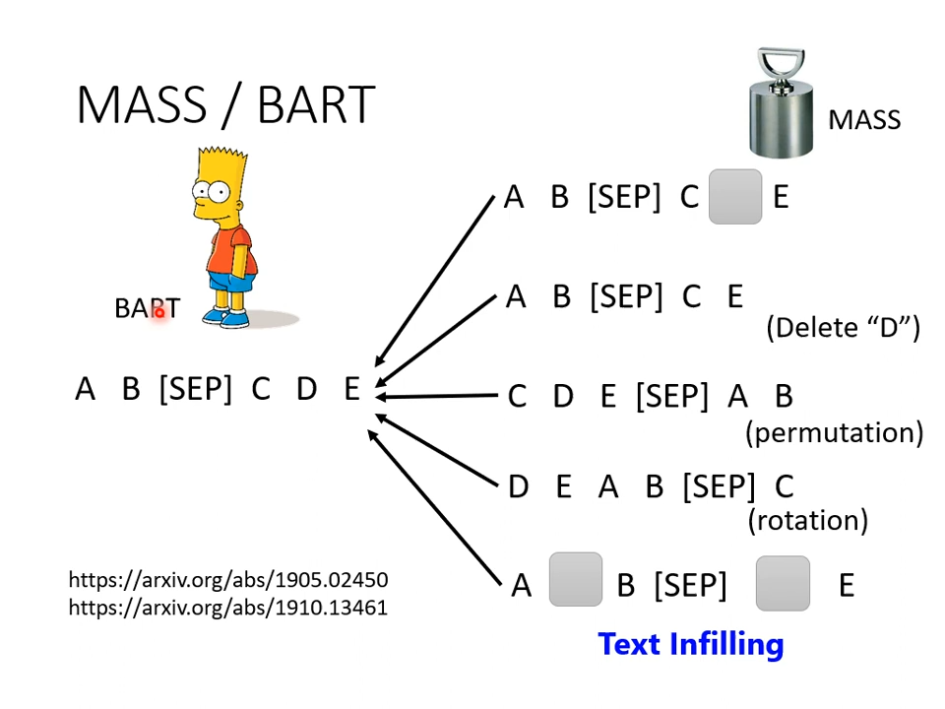 MASS / BART
MASS
A B [SEP] C E
A B [SEP] C E
(Delete “D”)
BART
A B [SEP] C D E
C D E [SEP] A B
(permutation)
D E A B [SEP] C
(rotation)
A B [SEP] E
Text Infilling
https://arxiv.org/abs/1905.02450
https://arxiv.org/abs/1910.13461